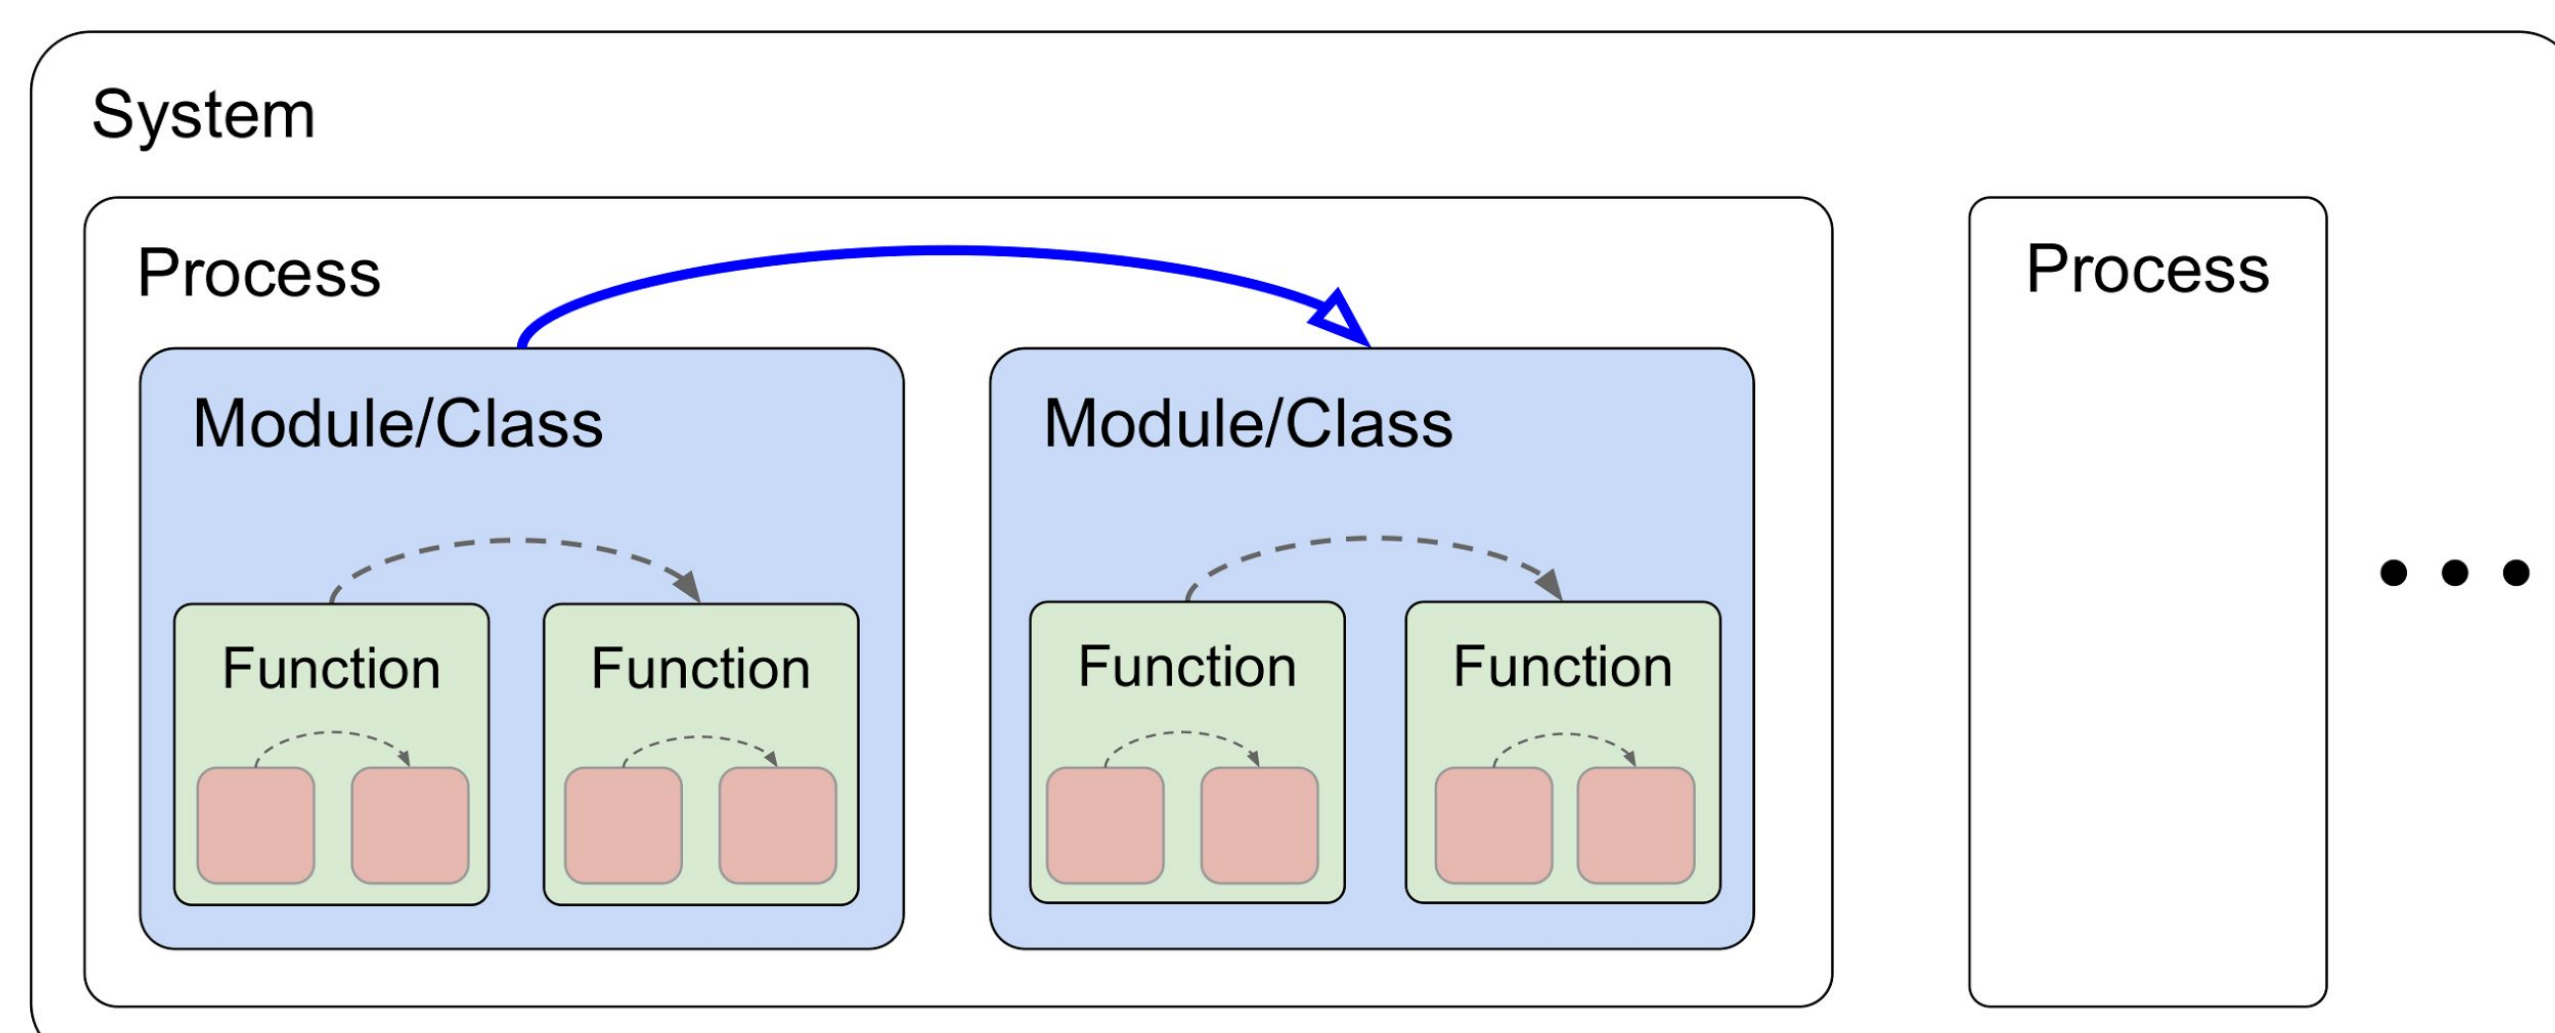 System
Process
Process
Module/Class
Module/Class
Function
Function
Function
Function